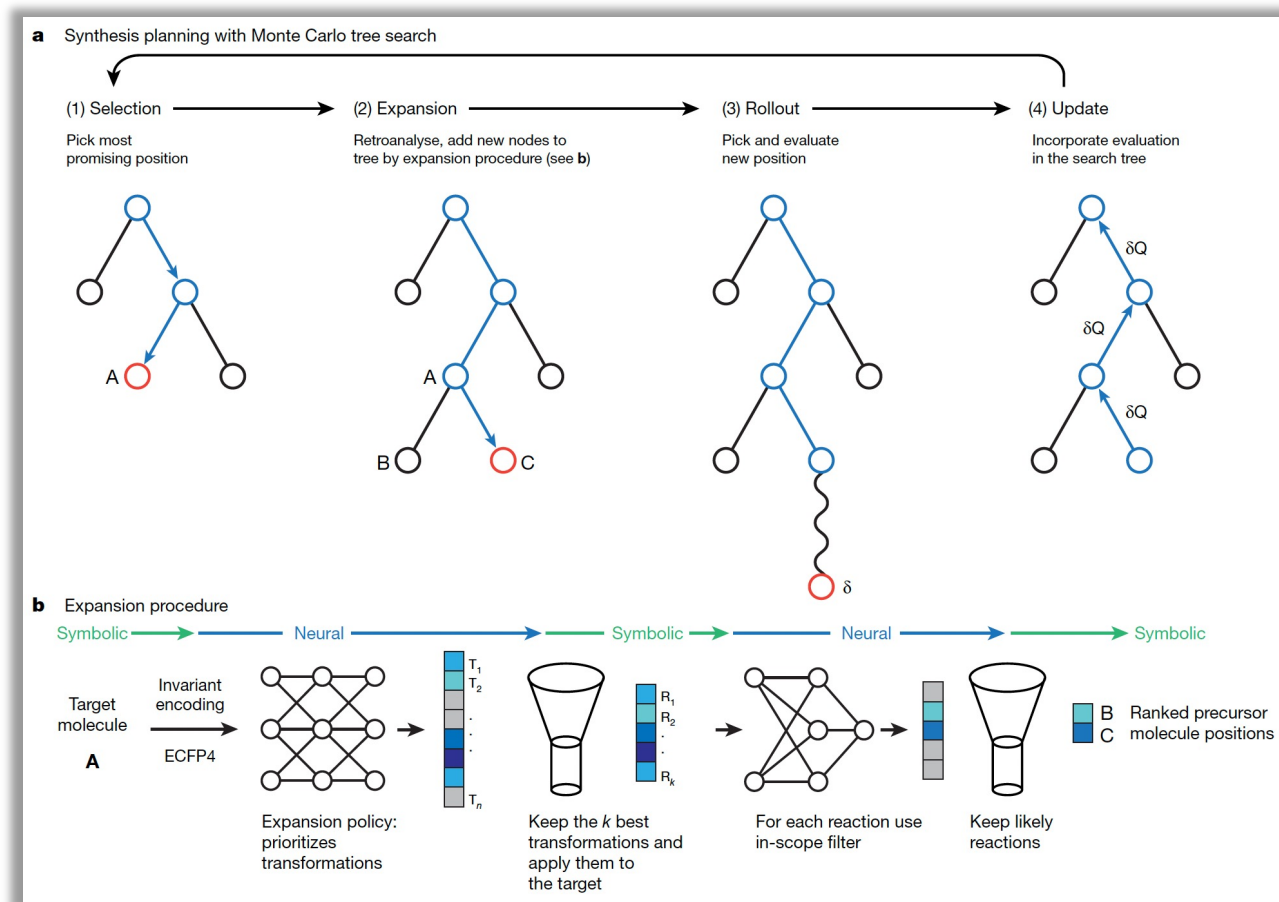 a Synthesis planning with Monte Carlo tree search
(1) Selection
Pick most
promising position
(2) Expansion
Retroanalyse, add new nodes to
tree by expansion procedure (see b)
(3) Rollout
Pick and evaluate
new position
(4) Update
Incorporate evaluation
in the search tree
A
A
B
C
δ
δQ
δQ
δQ
b Expansion procedure
Symbolic
Neural
Symbolic
Neural
Symbolic
Target
molecule
A
Invariant
encoding
ECFP4
T1
T2
.
.
.
Tn
Expansion policy:
prioritizes
transformations
Keep the k best
transformations and
apply them to
the target
R1
R2
.
.
Rk
For each reaction use
in-scope filter
Keep likely
reactions
B
C
Ranked precursor
molecule positions